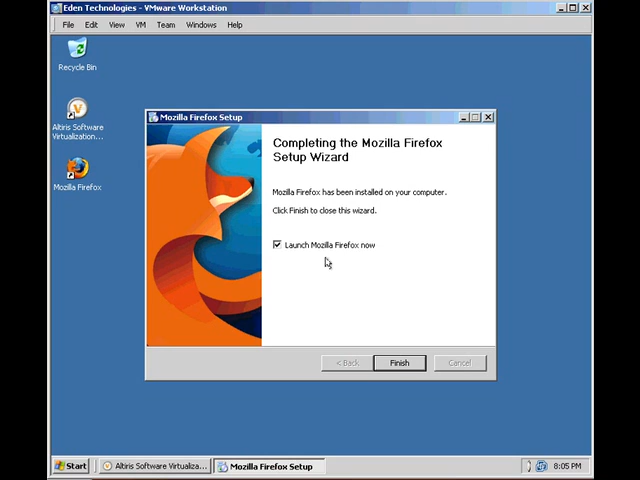 Eden Technologies - VMware Workstation
File Edit View VM Team Windows Help
Recycle Bin
Altiris Software
Virtualization...
Mozilla Firefox
Mozilla Firefox Setup
Completing the Mozilla Firefox
Setup Wizard
Mozilla Firefox has been installed on your computer.
Click Finish to close this wizard.
Launch Mozilla Firefox now
< Back Finish Cancel
Start Altiris Software Virtualiza... Mozilla Firefox Setup 8:05 PM